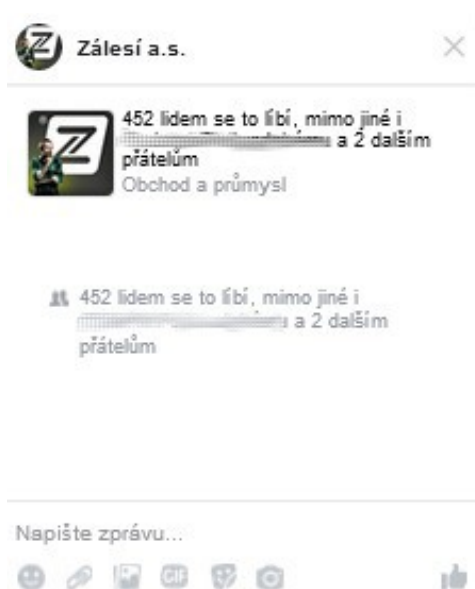 Zálesí a.s.
452 lidem se to líbí, mimo jiné i
a 2 dalším
přátelům
Obchod a průmysl
452 lidem se to líbí, mimo jiné i
a 2 dalším
přátelům
Napište zprávu...
GIF